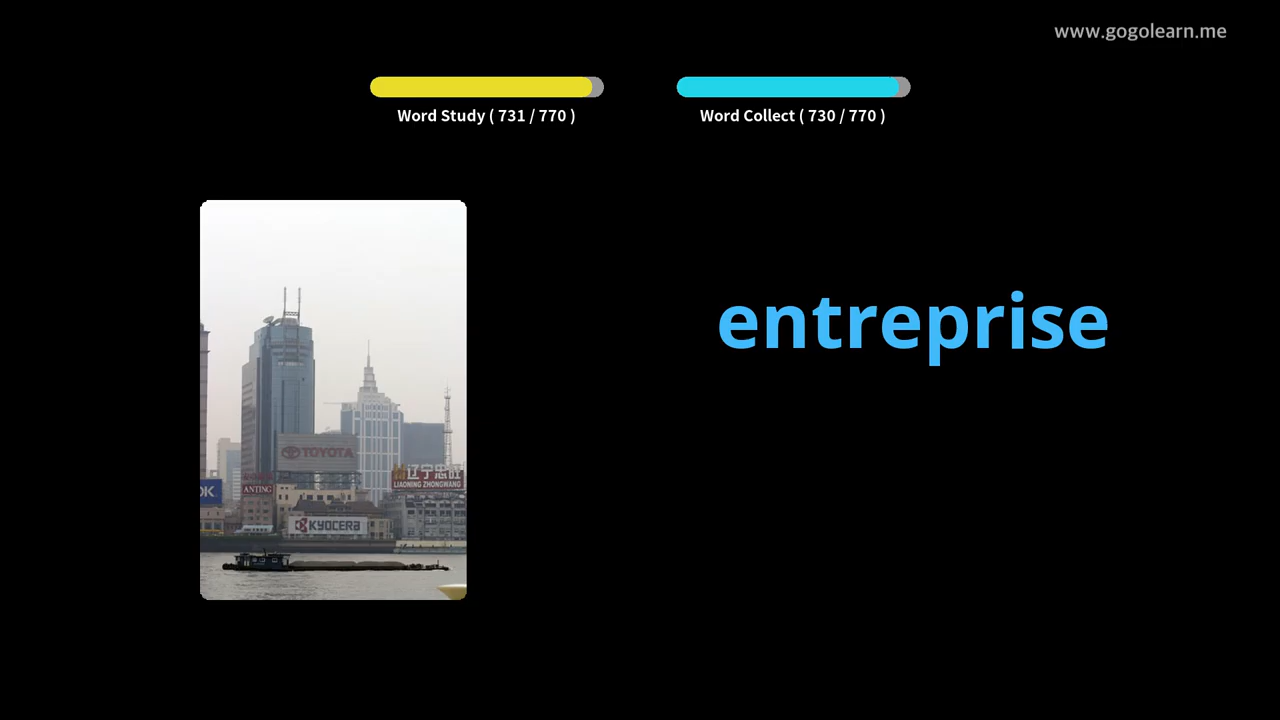 www.gogolearn.me
Word Study ( 731 / 770 )
Word Collect ( 730 / 770 )
entreprise
TOYOTA
辽宁忠旺
LIAONING ZHONGWANG
OK
ANTING
KYOCERA